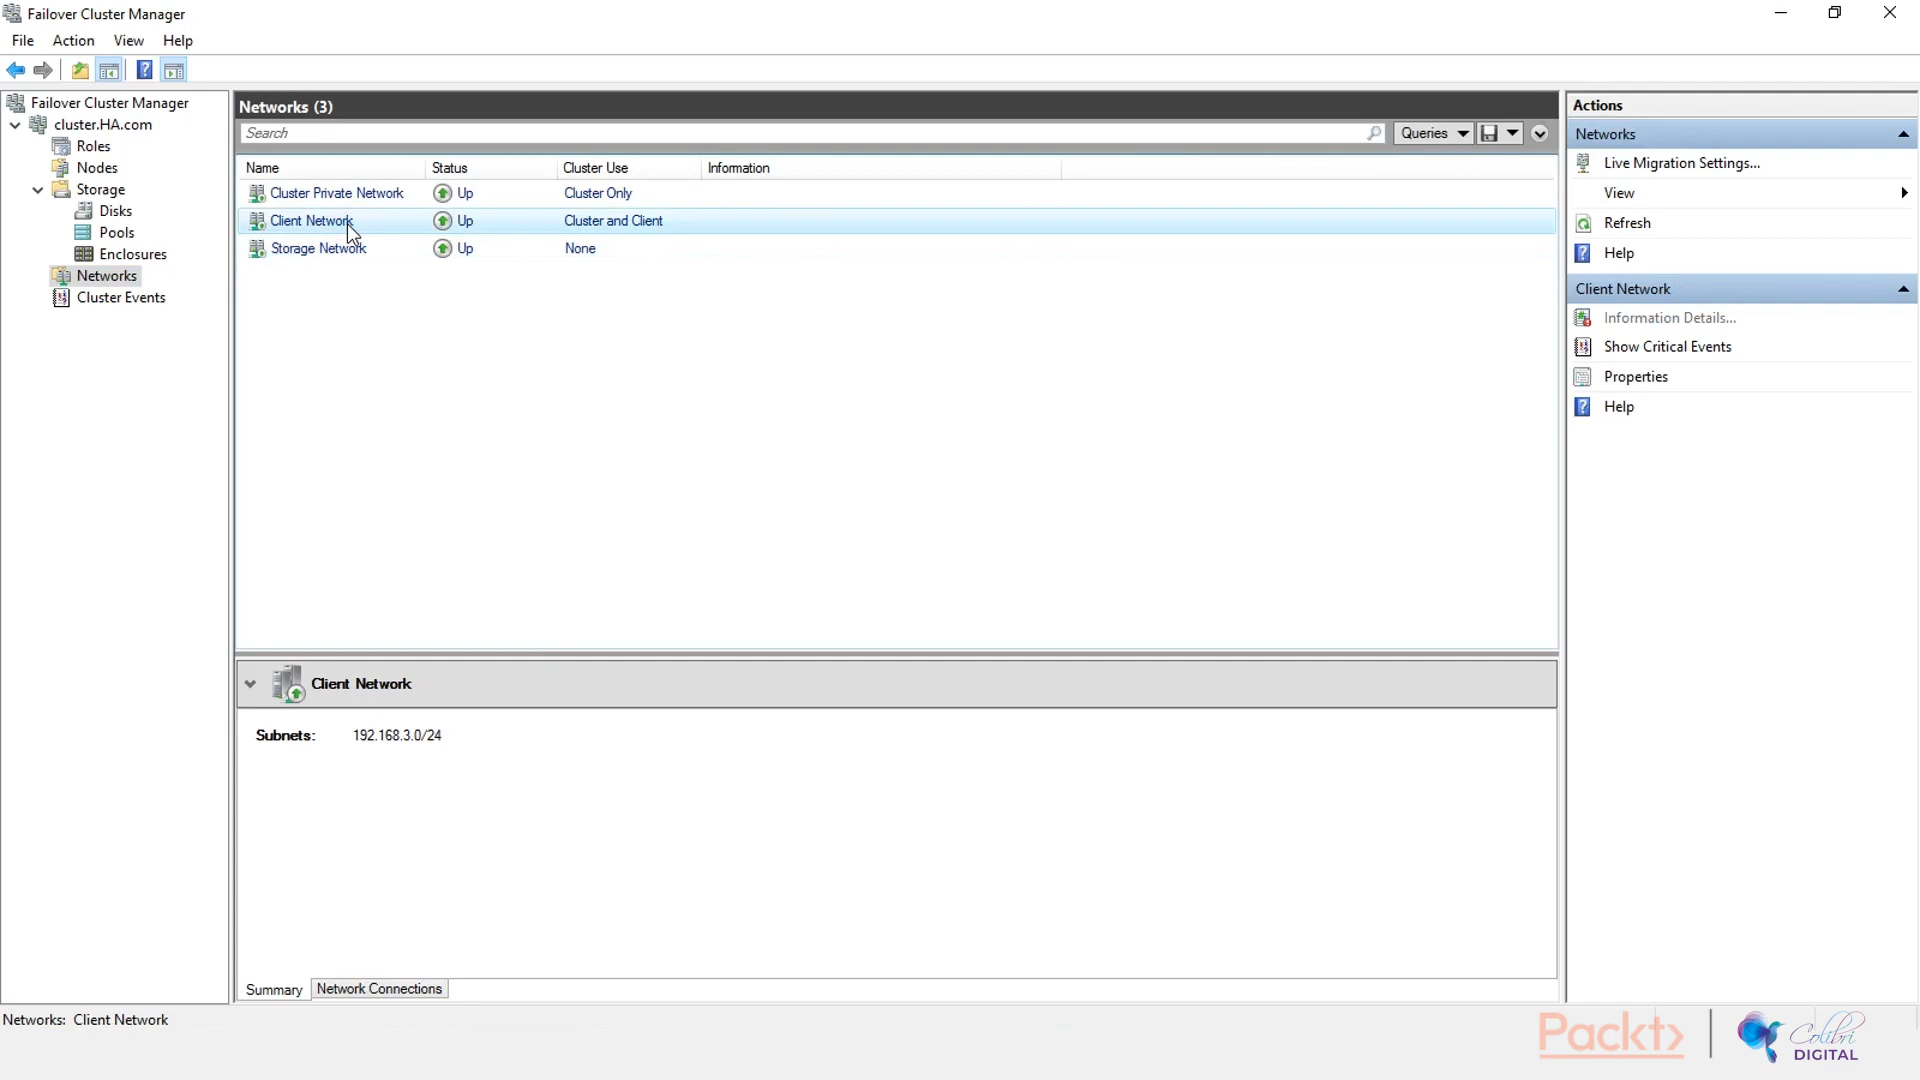 Failover Cluster Manager
File Action View Help
Failover Cluster Manager
cluster.HA.com
Roles
Nodes
Storage
Disks
Pools
Enclosures
Networks
Cluster Events
Networks (3)
Search
Queries
Name Status Cluster Use Information
Cluster Private Network Up Cluster Only
Client Network Up Cluster and Client
Storage Network Up None
Client Network
Subnets: 192.168.3.0/24
Summary Network Connections
Actions
Networks
Live Migration Settings...
View
Refresh
Help
Client Network
Information Details...
Show Critical Events
Properties
Help
Networks: Client Network
Packt>
Colibri
DIGITAL